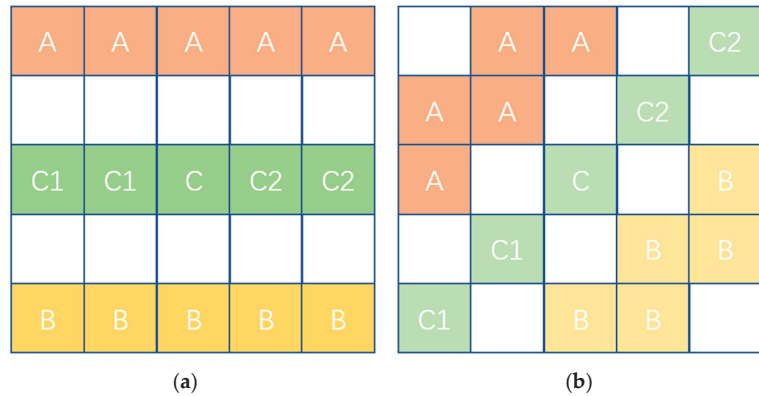 A A A A A
C1 C1 C C2 C2
B B B B B
(a)
A A C2
A A C2
A C B
C1 B B
C1 B B
(b)